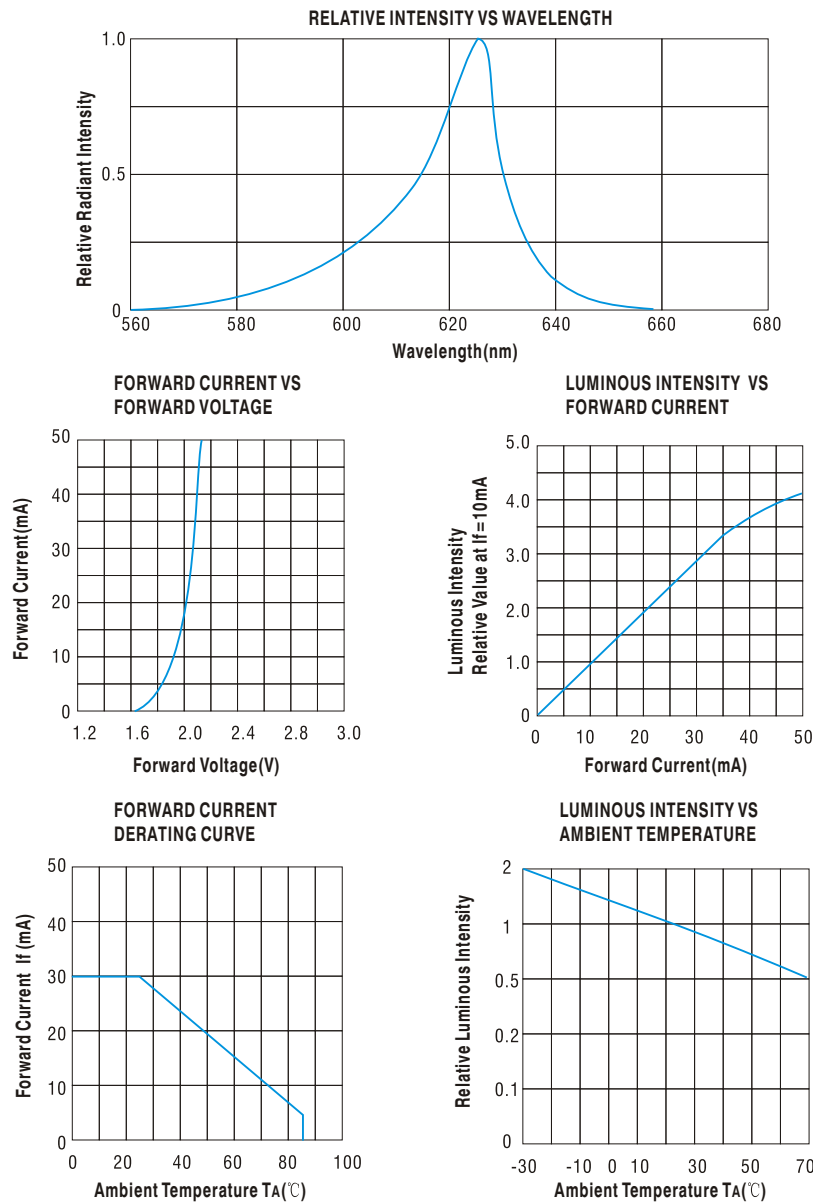 RELATIVE INTENSITY VS WAVELENGTH
1.0
0.5
0
Relative Radiant Intensity
560 580 600 620 640 660 680
Wavelength(nm)
FORWARD CURRENT VS
FORWARD VOLTAGE
50
40
30
20
10
0
Forward Current(mA)
1.2 1.6 2.0 2.4 2.8 3.0
Forward Voltage(V)
LUMINOUS INTENSITY VS
FORWARD CURRENT
5.0
4.0
3.0
2.0
1.0
0
Luminous Intensity
Relative Value at If=10mA
0 10 20 30 40 50
Forward Current(mA)
FORWARD CURRENT
DERATING CURVE
50
40
30
20
10
0
Forward Current If (mA)
0 20 40 60 80 100
Ambient Temperature TA(℃)
LUMINOUS INTENSITY VS
AMBIENT TEMPERATURE
2
1
0.5
0.2
0.1
0
Relative Luminous Intensity
-30 -10 0 10 30 50 70
Ambient Temperature TA(℃)